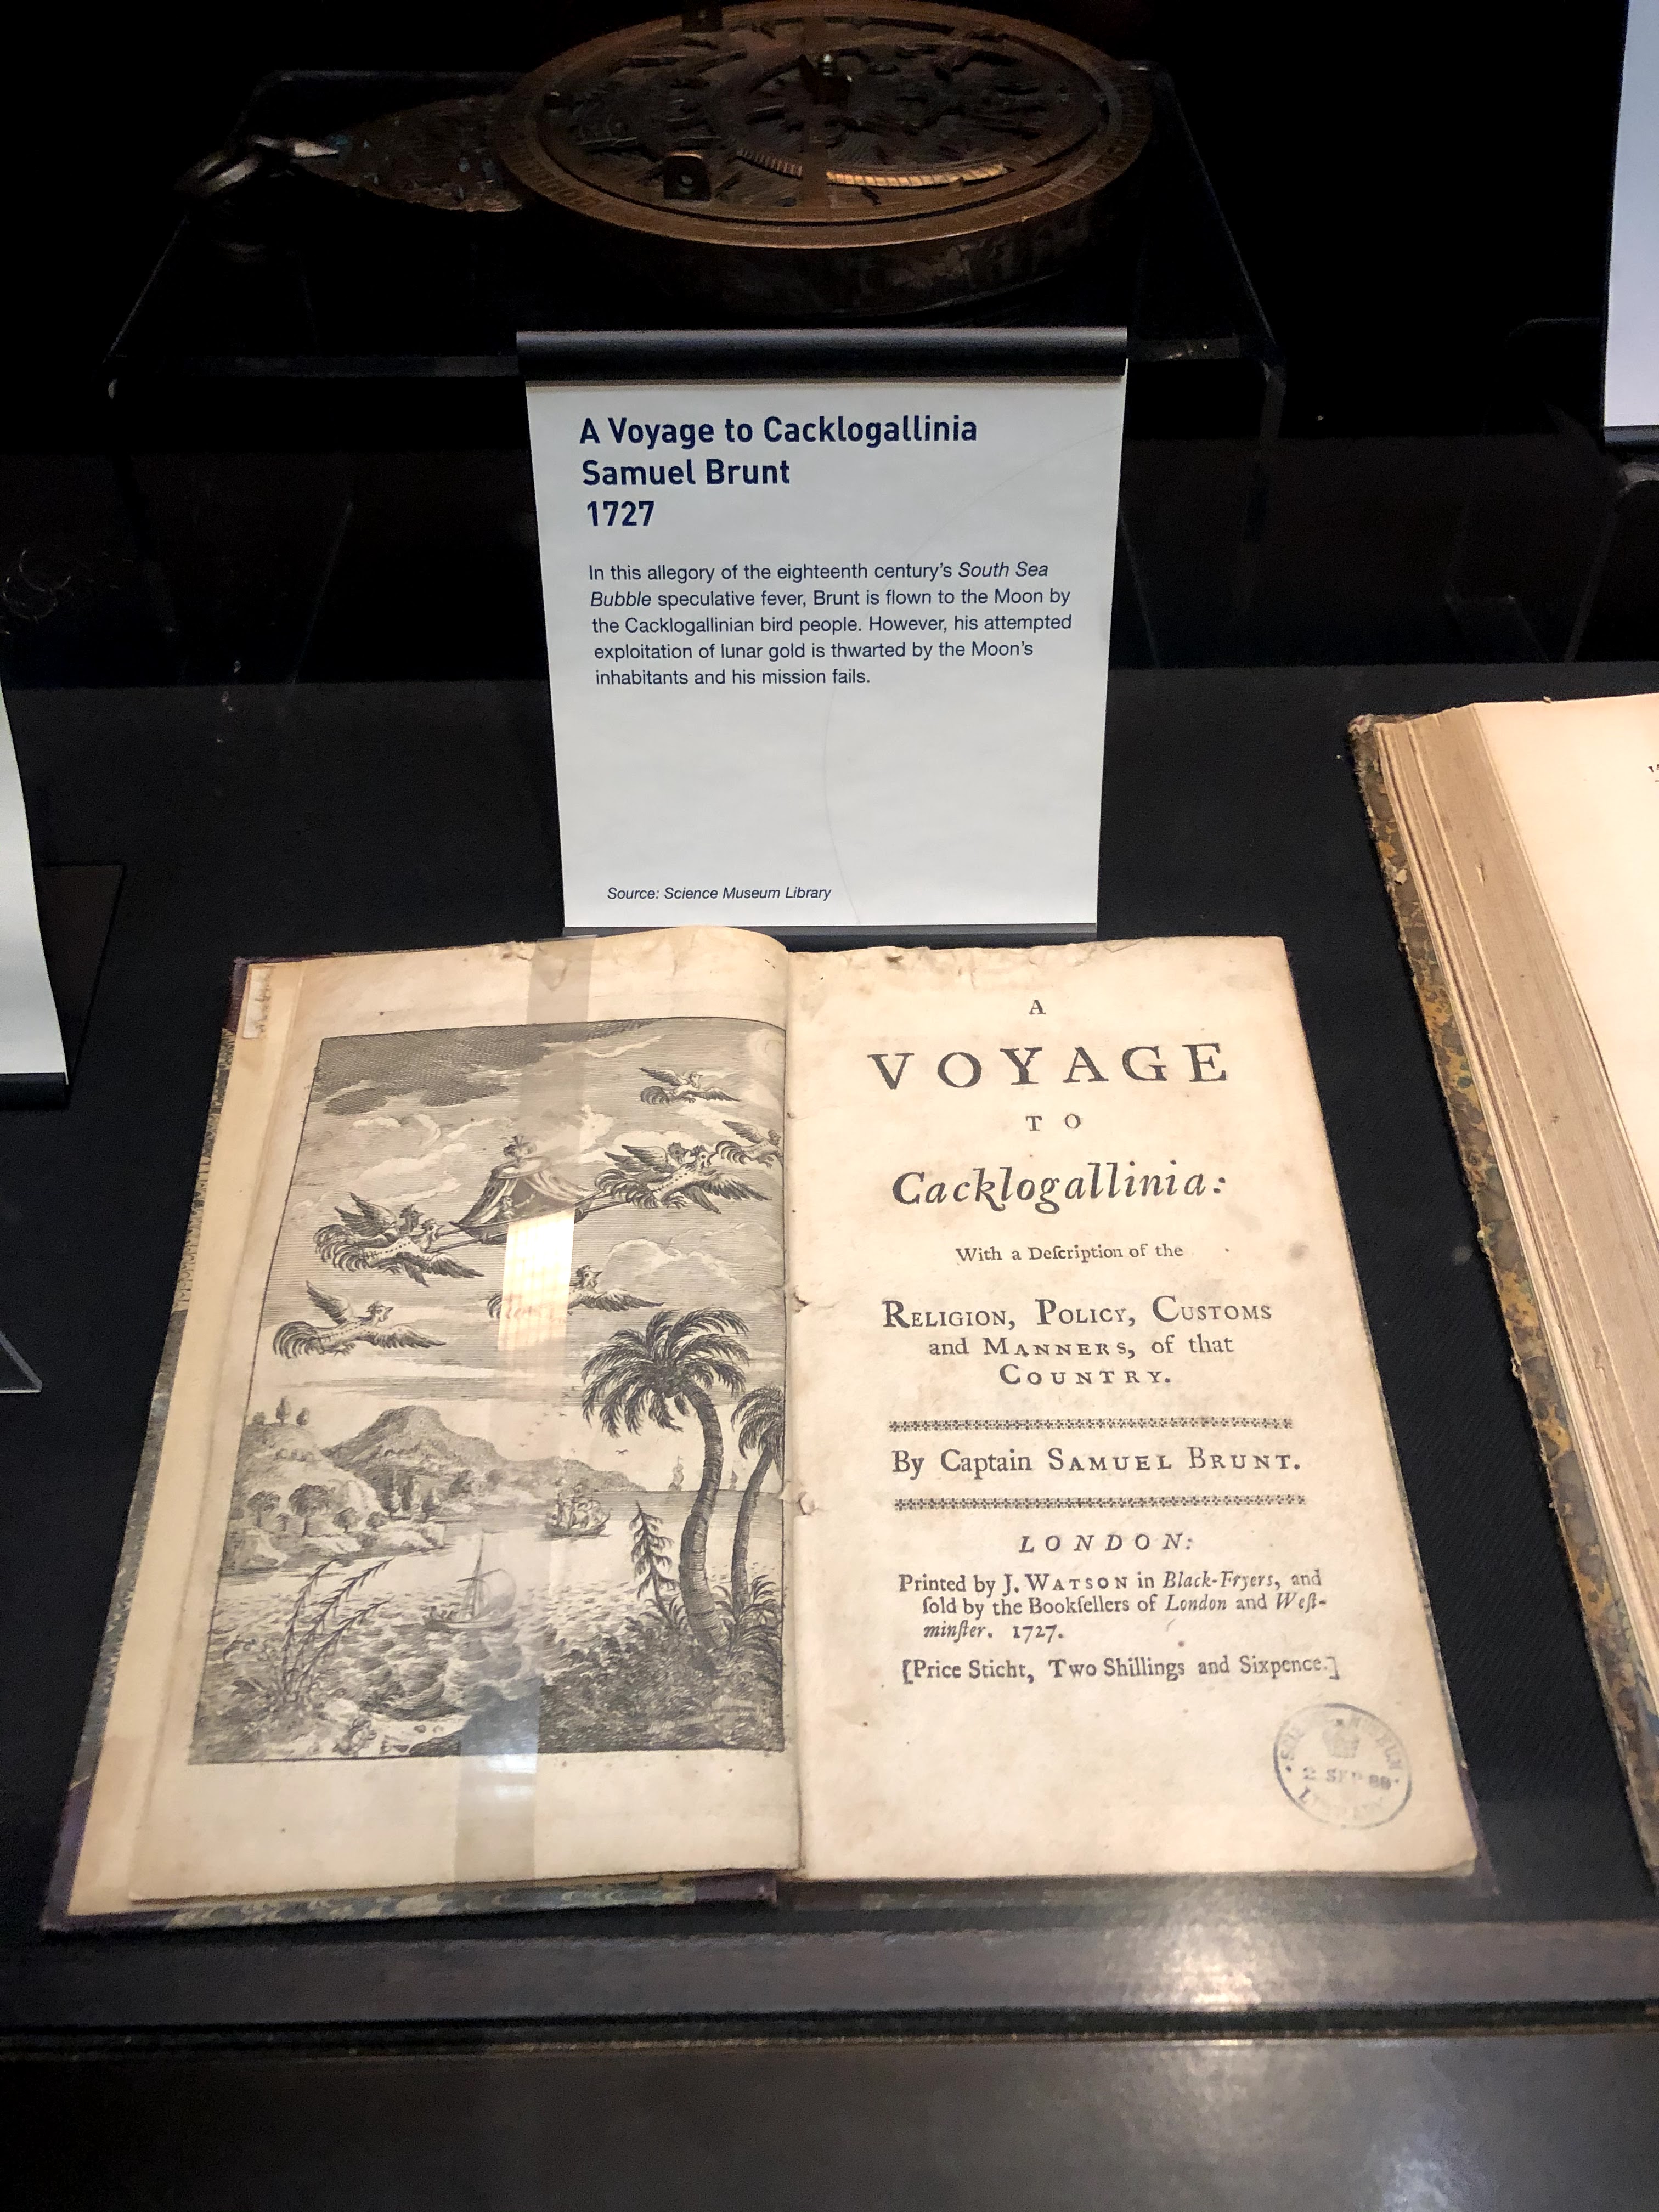 A Voyage to Cacklogallinia
Samuel Brunt
1727
In this allegory of the eighteenth century's South Sea
Bubble speculative fever, Brunt is flown to the Moon by
the Cacklogallinian bird people. However, his attempted
exploitation of lunar gold is thwarted by the Moon's
inhabitants and his mission fails.
Source: Science Museum Library
A
VOYAGE
TO
Cacklogallinia:
With a Deſcription of the
RELIGION, POLICY, CUSTOMS
and MANNERS, of that
COUNTRY.
By Captain SAMUEL BRUNT.
LONDON:
Printed by J. WATSON in Black-Fryers, and
ſold by the Bookſellers of London and Weſt-
minſter. 1727.
[Price Sticht, Two Shillings and Sixpence.]
2 SEP